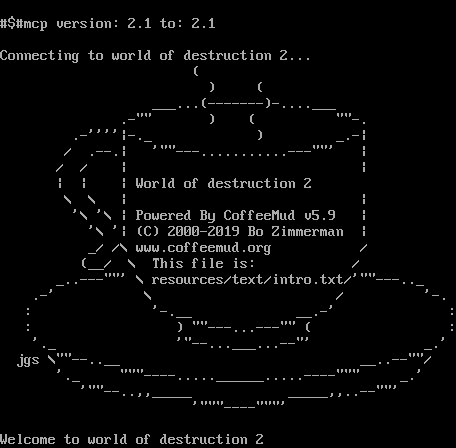 #$#mcp version: 2.1 to: 2.1
Connecting to world of destruction 2...
World of destruction 2
Powered By CoffeeMud v5.9
(C) 2000-2019 Bo Zimmerman
www.coffeemud.org
This file is:
resources/text/intro.txt
jgs
Welcome to world of destruction 2